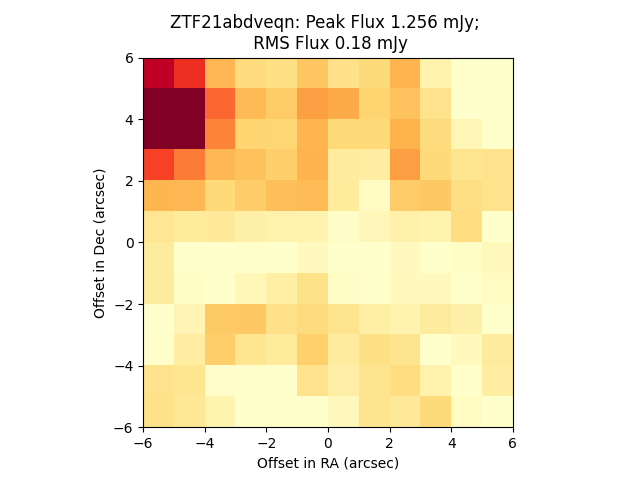 ZTF21abdveqn: Peak Flux 1.256 mJy;
RMS Flux 0.18 mJy
6
4
2
0
−2
−4
−6
Offset in Dec (arcsec)
−6 −4 −2 0 2 4 6
Offset in RA (arcsec)